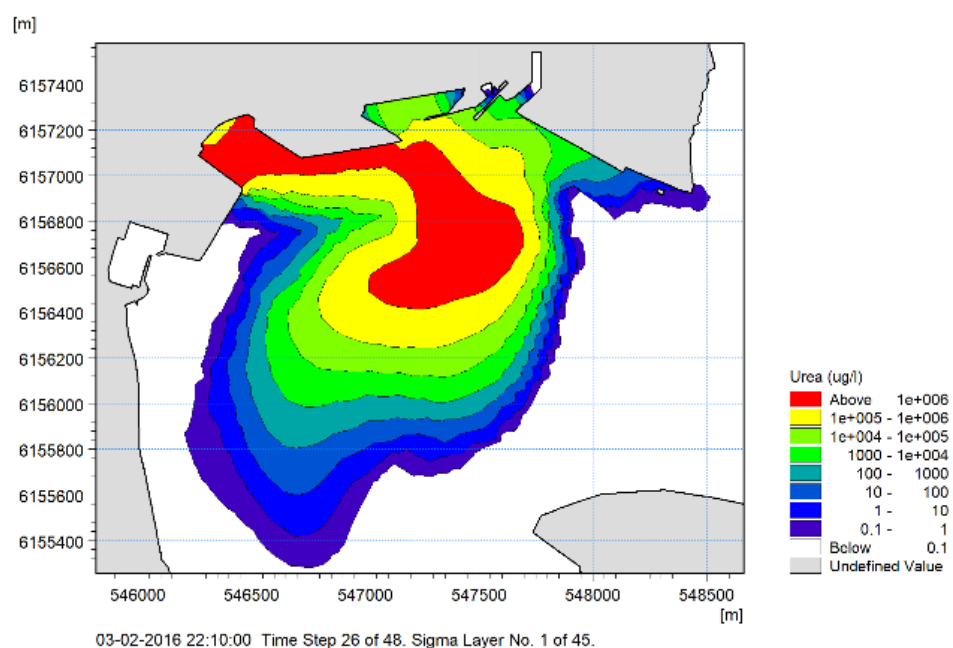 [m]
6157400
6157200
6157000
6156800
6156600
6156400
6156200
6156000
6155800
6155600
6155400
546000 546500 547000 547500 548000 548500
[m]
Urea (ug/l)
Above 1e+006
1e+005 - 1e+006
1e+004 - 1e+005
1000 - 1e+004
100 - 1000
10 - 100
1 - 10
0.1 - 1
Below 0.1
Undefined Value
03-02-2016 22:10:00 Time Step 26 of 48. Sigma Layer No. 1 of 45.